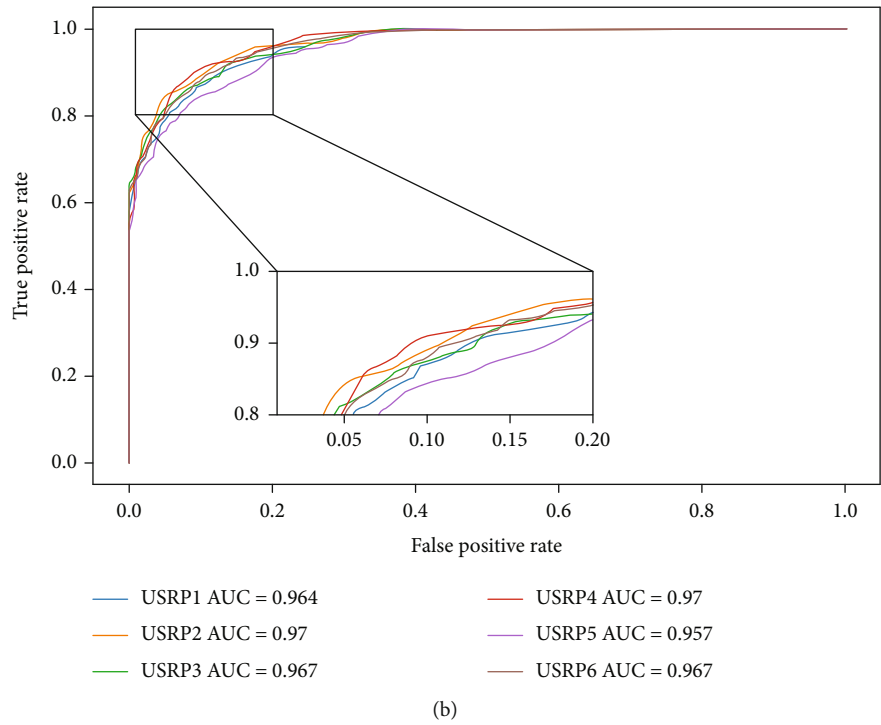 1.0
0.8
0.6
0.4
0.2
0.0
True positive rate
1.0
0.9
0.8
0.05 0.10 0.15 0.20
0.0 0.2 0.4 0.6 0.8 1.0
False positive rate
USRP1 AUC = 0.964
USRP2 AUC = 0.97
USRP3 AUC = 0.967
USRP4 AUC = 0.97
USRP5 AUC = 0.957
USRP6 AUC = 0.967
(b)